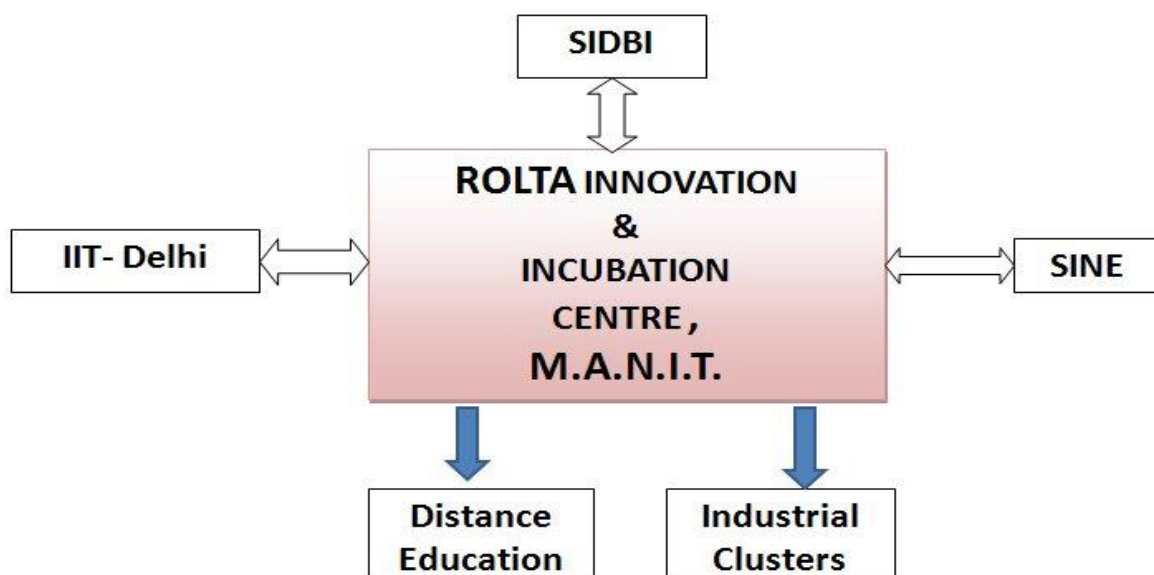 SIDBI
ROLTA INNOVATION
&
INCUBATION
CENTRE ,
M.A.N.I.T.
IIT- Delhi
SINE
Distance
Education
Industrial
Clusters